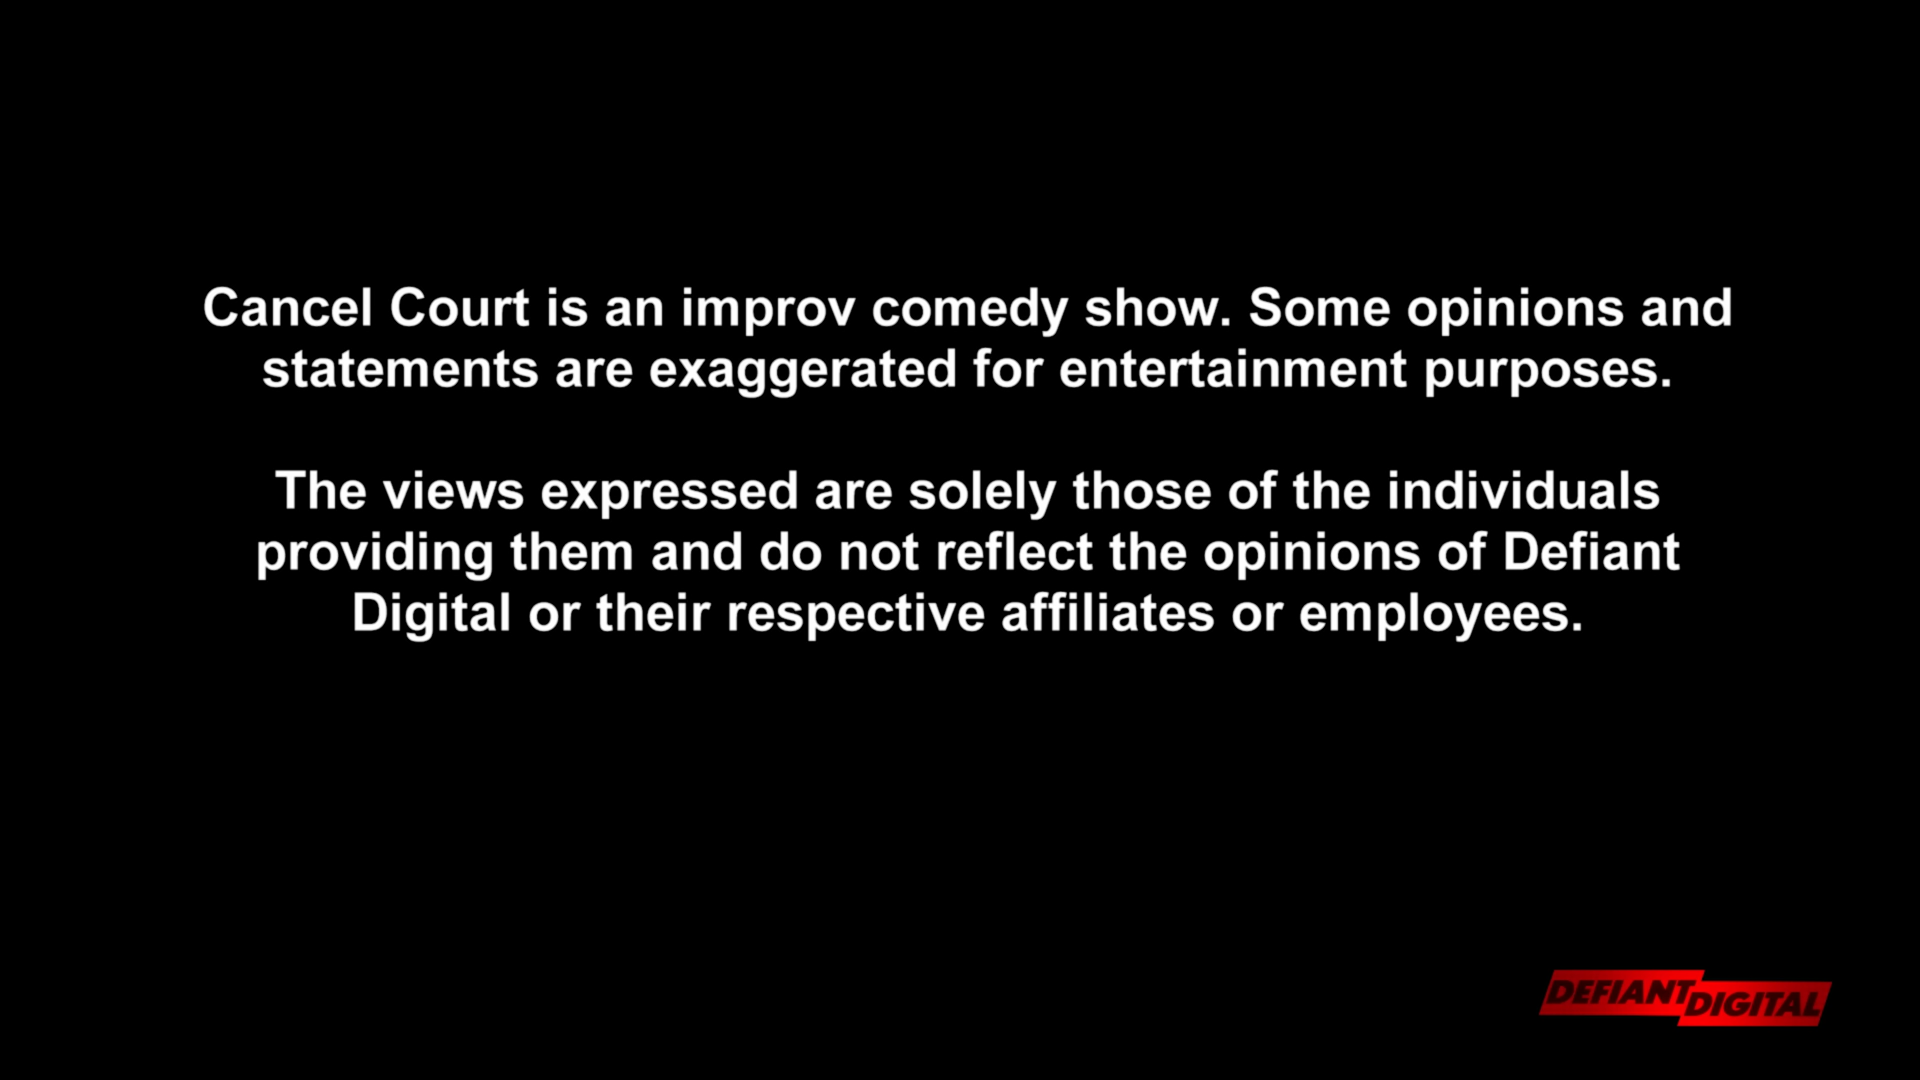 Cancel Court is an improv comedy show. Some opinions and
statements are exaggerated for entertainment purposes.
The views expressed are solely those of the individuals
providing them and do not reflect the opinions of Defiant
Digital or their respective affiliates or employees.
DEFIANT DIGITAL